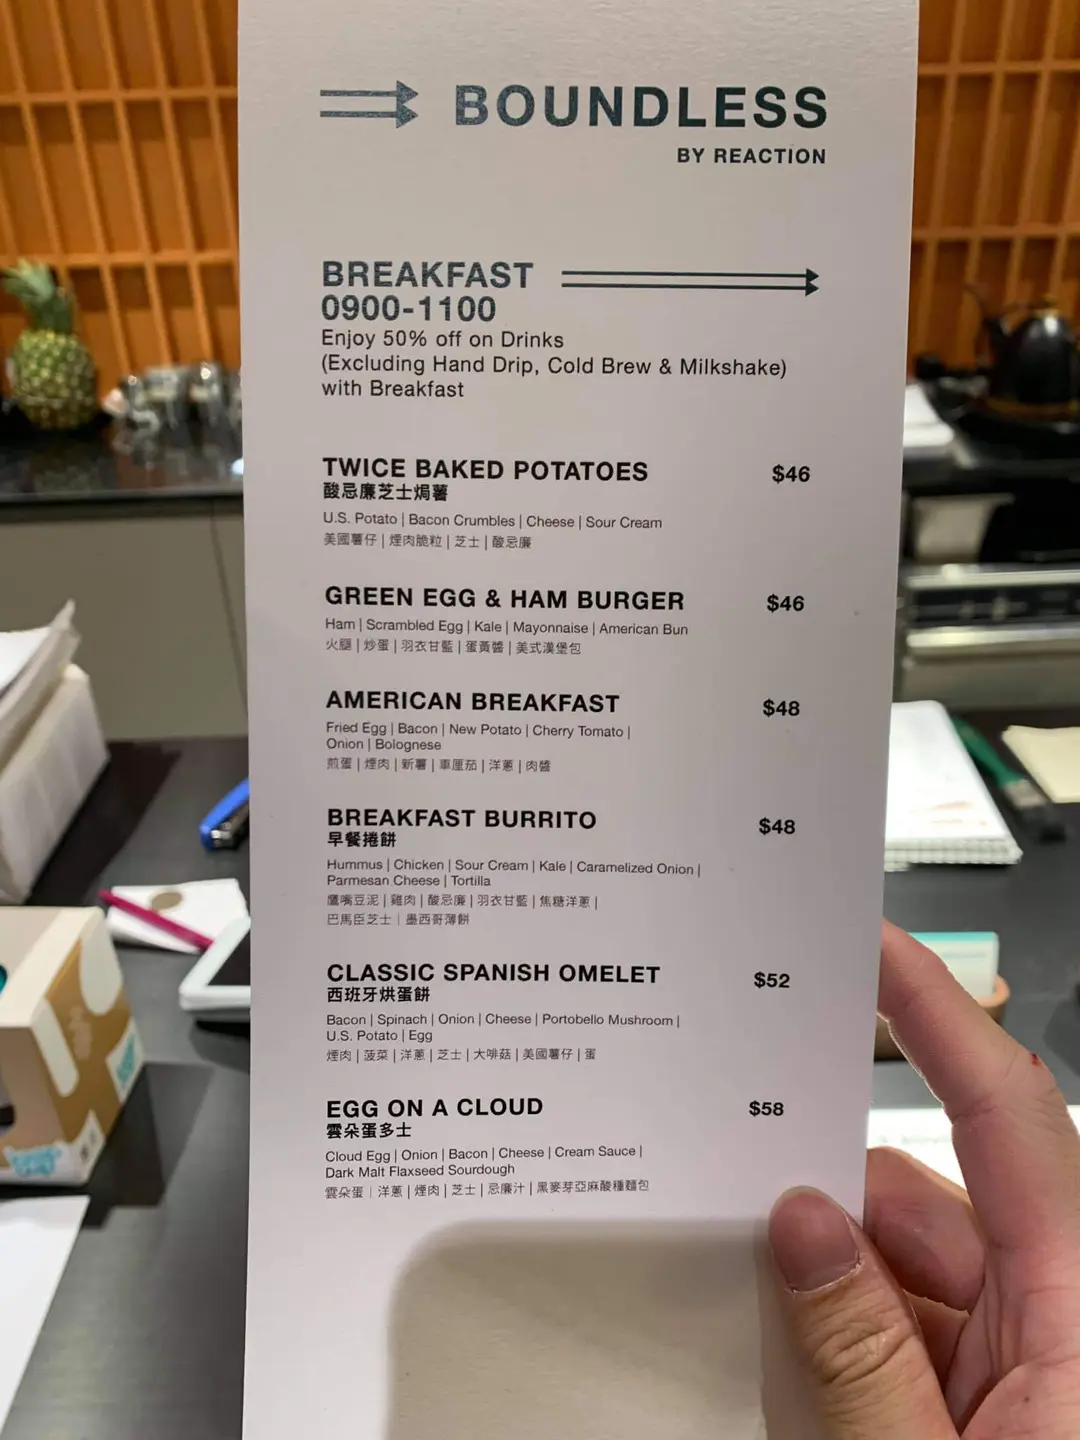 BOUNDLESS
BY REACTION
BREAKFAST
0900-1100
Enjoy 50% off on Drinks
(Excluding Hand Drip, Cold Brew & Milkshake)
with Breakfast
TWICE BAKED POTATOES $46
酸忌廉芝士焗薯
U.S. Potato | Bacon Crumbles | Cheese | Sour Cream
美國薯仔 | 煙肉脆粒 | 芝士 | 酸忌廉
GREEN EGG & HAM BURGER $46
Ham | Scrambled Egg | Kale | Mayonnaise | American Bun
火腿 | 炒蛋 | 羽衣甘藍 | 蛋黃醬 | 美式漢堡包
AMERICAN BREAKFAST $48
Fried Egg | Bacon | New Potato | Cherry Tomato |
Onion | Bolognese
煎蛋 | 煙肉 | 新薯 | 車厘茄 | 洋蔥 | 肉醬
BREAKFAST BURRITO $48
早餐捲餅
Hummus | Chicken | Sour Cream | Kale | Caramelized Onion |
Parmesan Cheese | Tortilla
鷹嘴豆泥 | 雞肉 | 酸忌廉 | 羽衣甘藍 | 焦糖洋蔥 |
巴馬臣芝士 | 墨西哥薄餅
CLASSIC SPANISH OMELET $52
西班牙烘蛋餅
Bacon | Spinach | Onion | Cheese | Portobello Mushroom |
U.S. Potato | Egg
煙肉 | 菠菜 | 洋蔥 | 芝士 | 大啡菇 | 美國薯仔 | 蛋
EGG ON A CLOUD $58
雲朵蛋多士
Cloud Egg | Onion | Bacon | Cheese | Cream Sauce |
Dark Malt Flaxseed Sourdough
雲朵蛋 | 洋蔥 | 煙肉 | 芝士 | 忌廉汁 | 黑麥芽亞麻酸種麵包